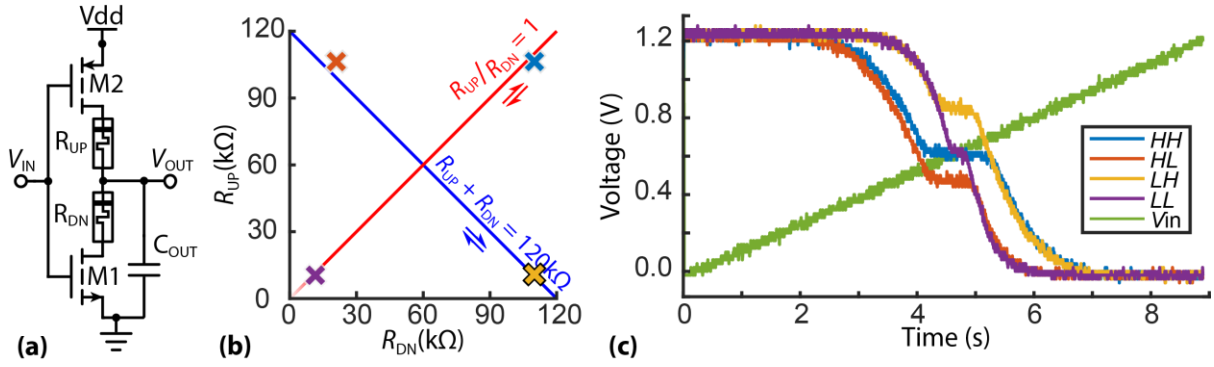 Vdd
M2
R_UP
V_IN
V_OUT
R_DN
C_OUT
M1
(a)
120
90
60
30
0
R_UP(kΩ)
R_UP/R_DN = 1
R_UP + R_DN = 120kΩ
0 30 60 90 120
R_DN(kΩ)
(b)
1.2
0.8
0.4
0.0
Voltage (V)
HH
HL
LH
LL
Vin
0 2 4 6 8
Time (s)
(c)